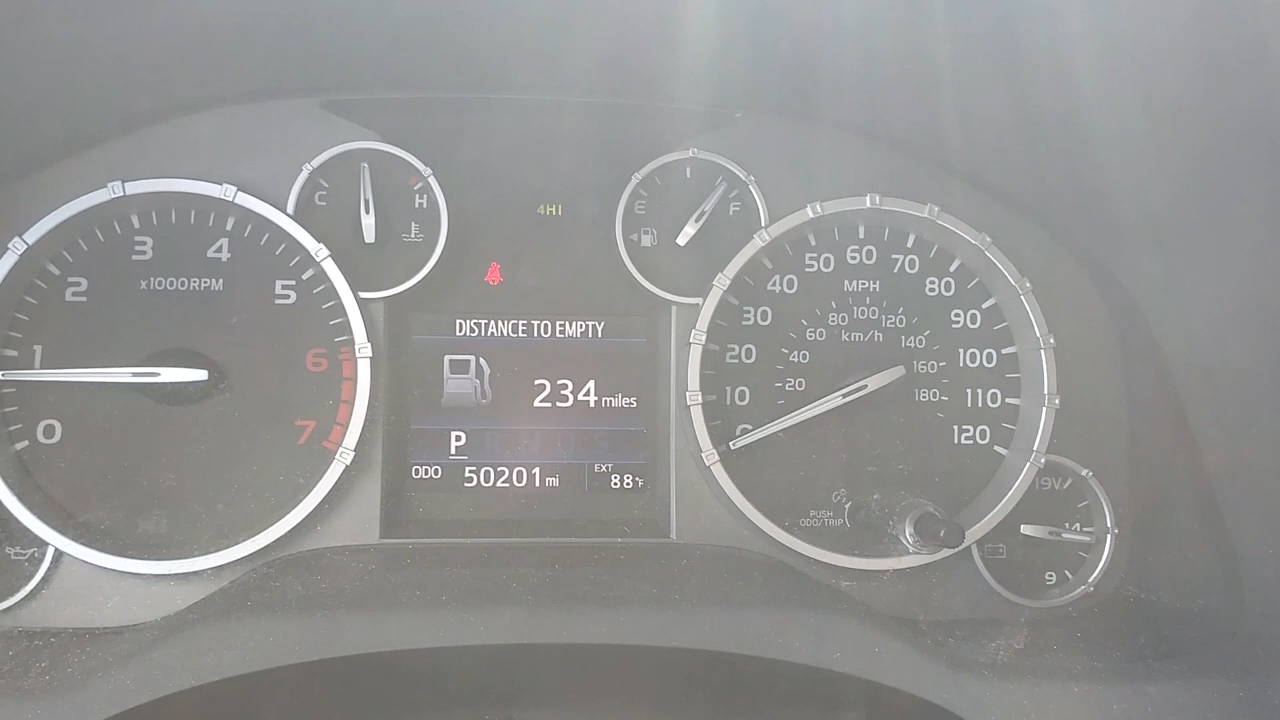 C
H
4HI
E
F
0
1
2
3
4
5
6
7
x1000RPM
DISTANCE TO EMPTY
234 miles
P
ODO 50201 mi
EXT
88°F
10
20
30
40
50
60
70
80
90
100
110
120
MPH
km/h
20
40
60
80
100
120
140
160
180
PUSH
ODO/TRIP
19V
14
9